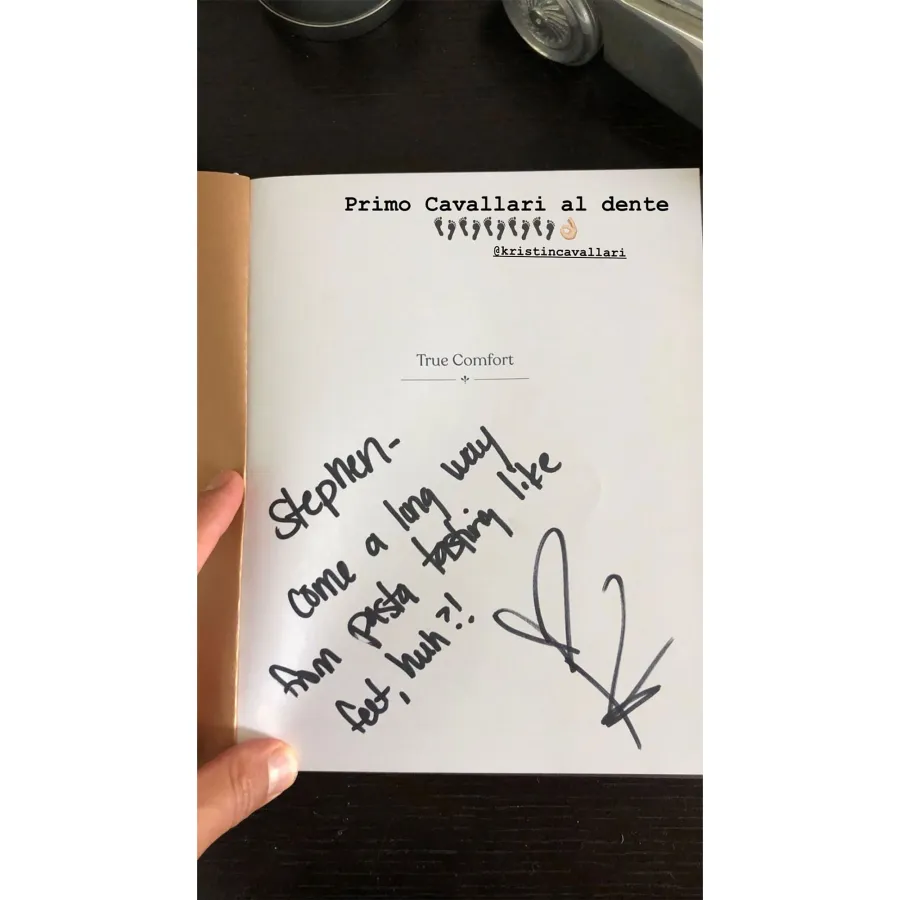 Primo Cavallari al dente
@kristincavallari
True Comfort
Stephen-
come a long way
from pasta tasting like
feet, huh?!
K